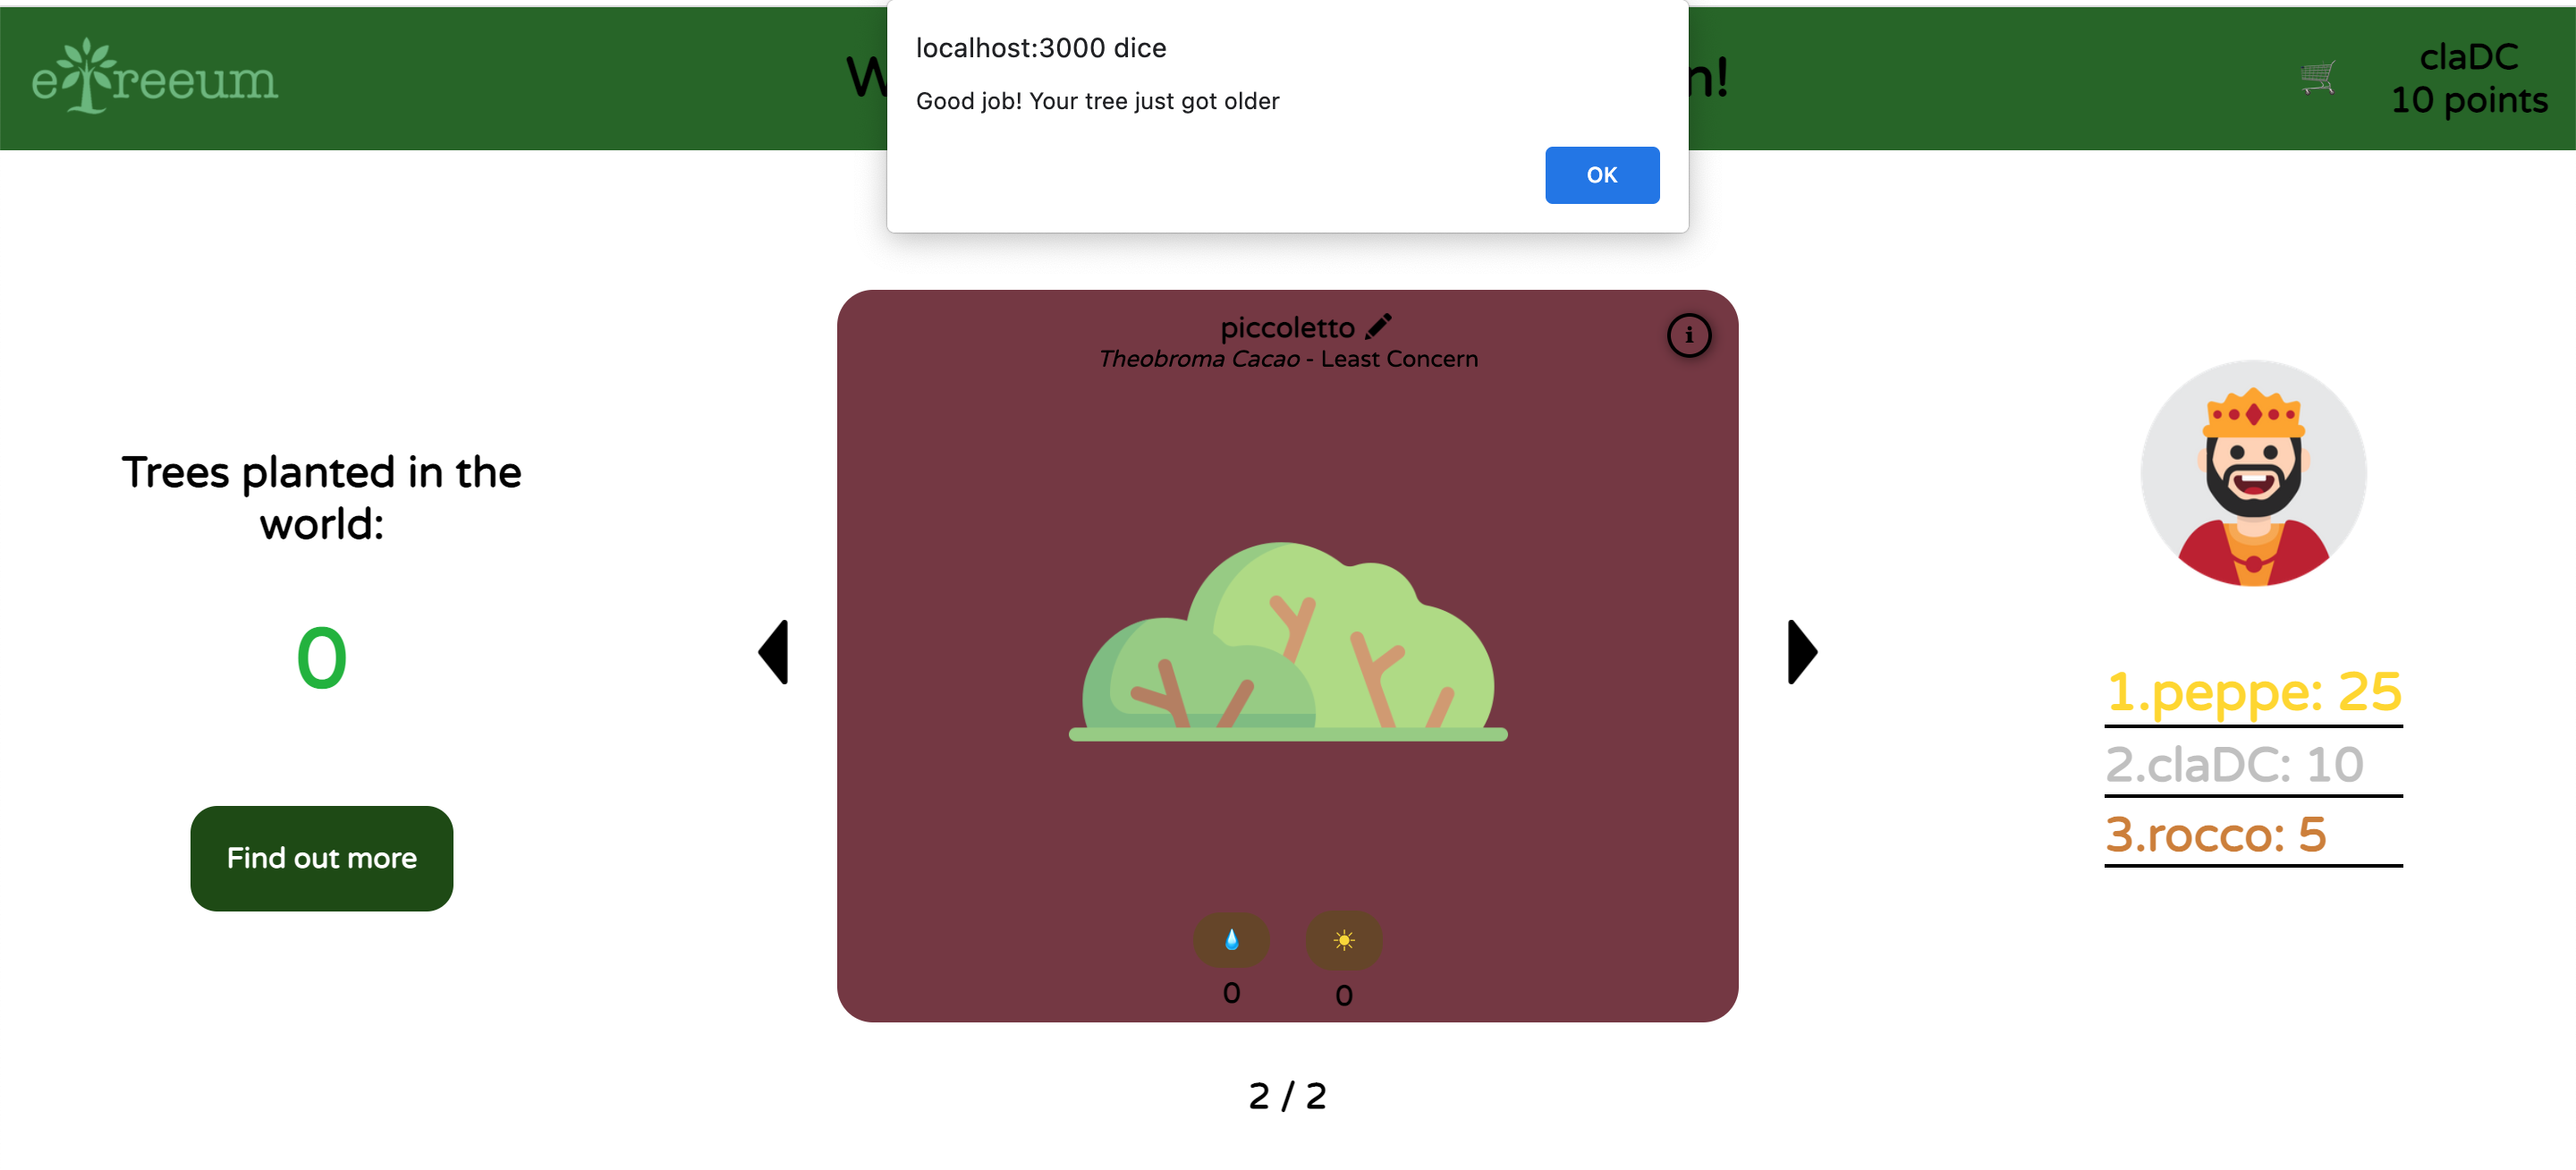 localhost:3000 dice
Good job! Your tree just got older
OK
etreeum
W
n!
claDC
10 points
Trees planted in the
world:
0
Find out more
piccoletto
Theobroma Cacao - Least Concern
i
0
0
2 / 2
1.peppe: 25
2.claDC: 10
3.rocco: 5